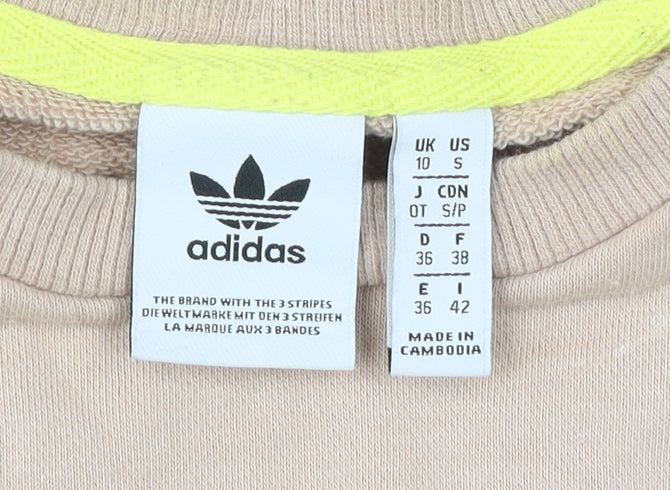 adidas
THE BRAND WITH THE 3 STRIPES
DIE WELTMARKE MIT DEN 3 STREIFEN
LA MARQUE AUX 3 BANDES
UK US
10 S
J CDN
OT S/P
D F
36 38
E I
36 42
MADE IN
CAMBODIA